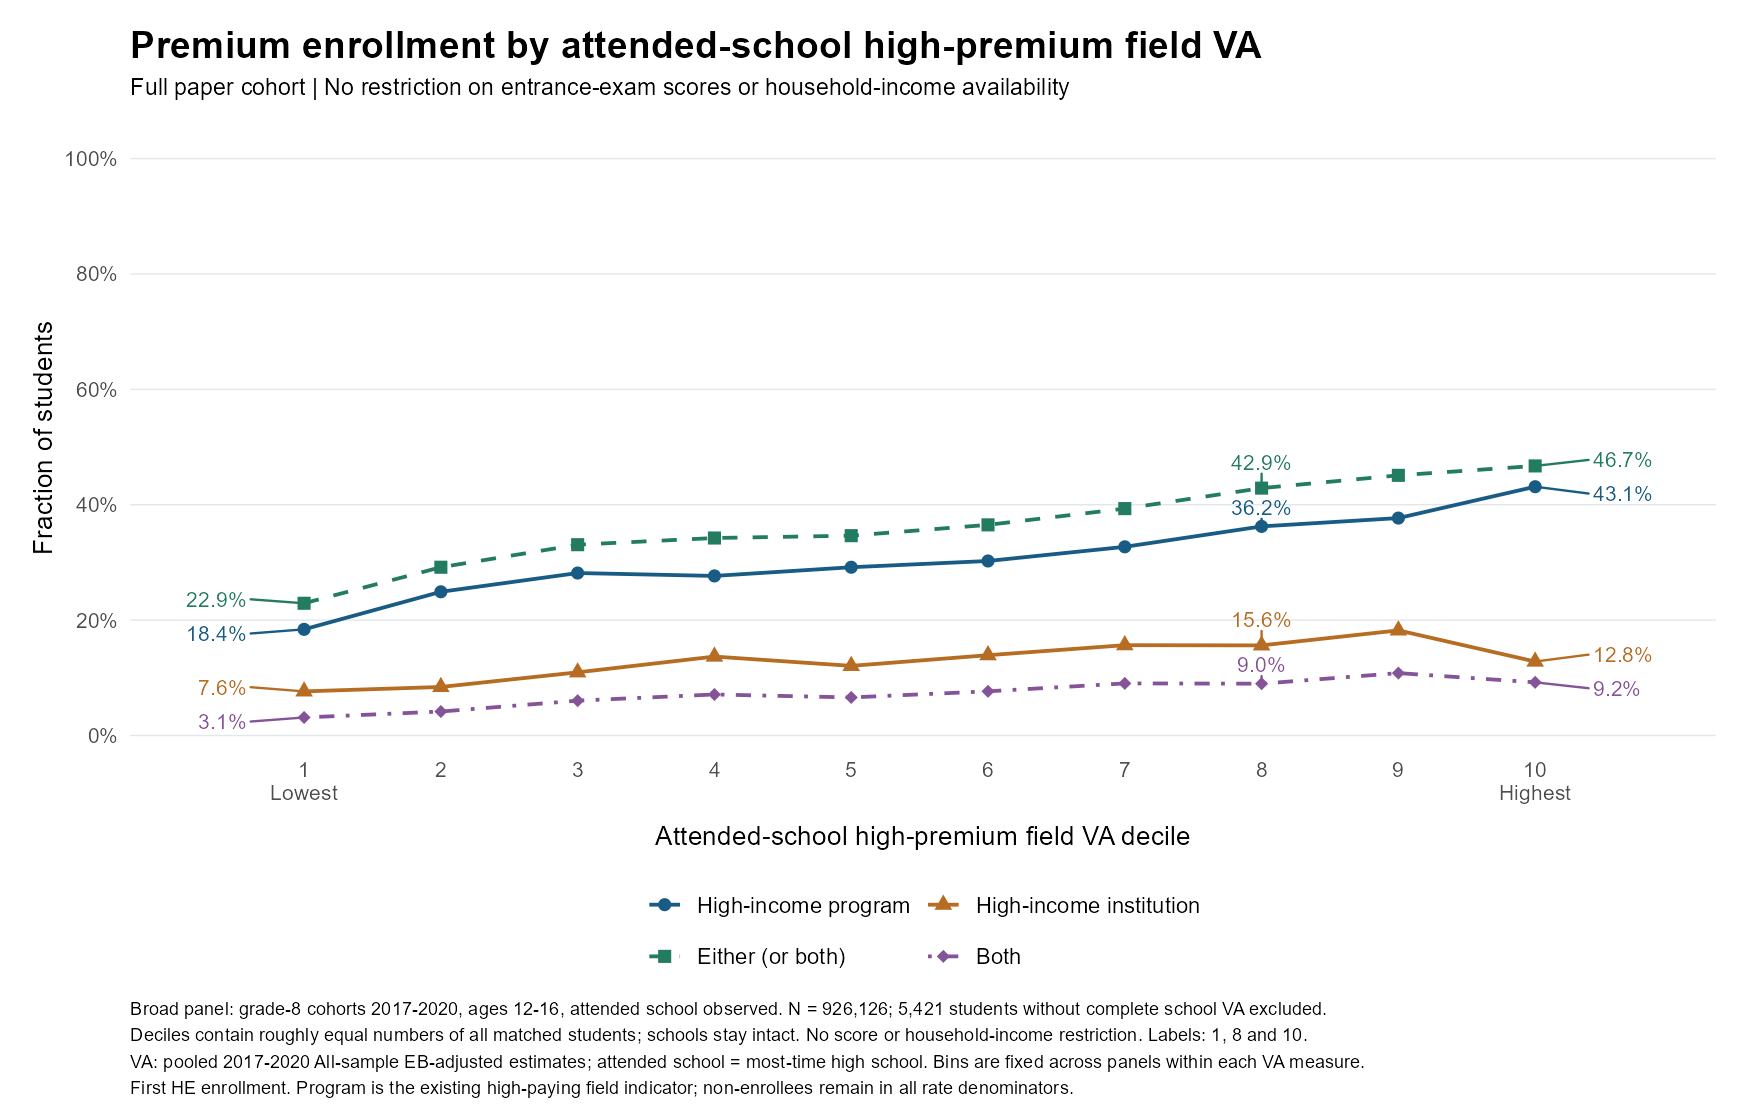 Premium enrollment by attended-school high-premium field VA
Full paper cohort | No restriction on entrance-exam scores or household-income availability
Fraction of students
100%
80%
60%
40%
20%
0%
22.9%
18.4%
7.6%
3.1%
42.9%
36.2%
15.6%
9.0%
46.7%
43.1%
12.8%
9.2%
1 2 3 4 5 6 7 8 9 10
Lowest Highest
Attended-school high-premium field VA decile
High-income program High-income institution
Either (or both) Both
Broad panel: grade-8 cohorts 2017-2020, ages 12-16, attended school observed. N = 926,126; 5,421 students without complete school VA excluded.
Deciles contain roughly equal numbers of all matched students; schools stay intact. No score or household-income restriction. Labels: 1, 8 and 10.
VA: pooled 2017-2020 All-sample EB-adjusted estimates; attended school = most-time high school. Bins are fixed across panels within each VA measure.
First HE enrollment. Program is the existing high-paying field indicator; non-enrollees remain in all rate denominators.